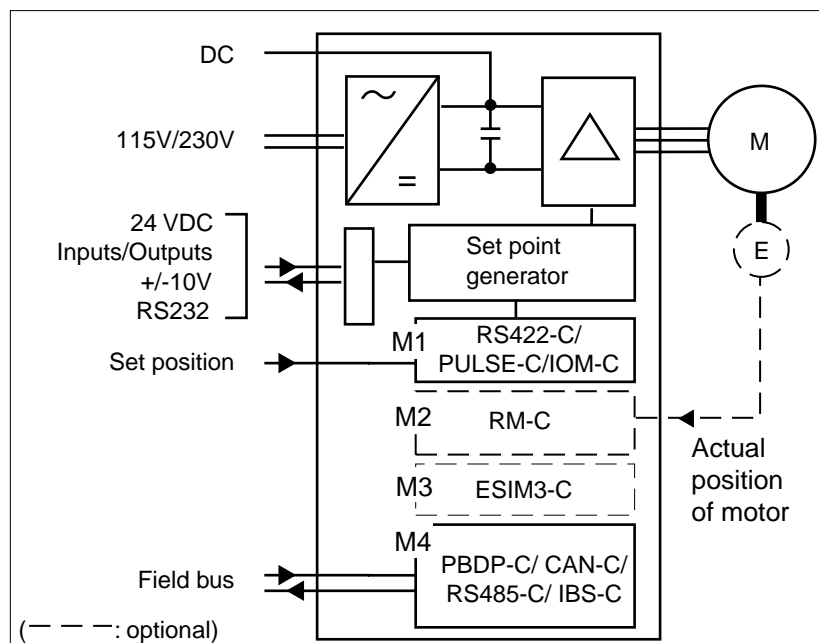 DC
115V/230V
M
~
=
24 VDC
Inputs/Outputs
+/-10V
RS232
Set point
generator
E
Set position
M1
RS422-C/
PULSE-C/IOM-C
M2
RM-C
Actual
position
of motor
M3
ESIM3-C
M4
PBDP-C/ CAN-C/
RS485-C/ IBS-C
Field bus
(— — —: optional)